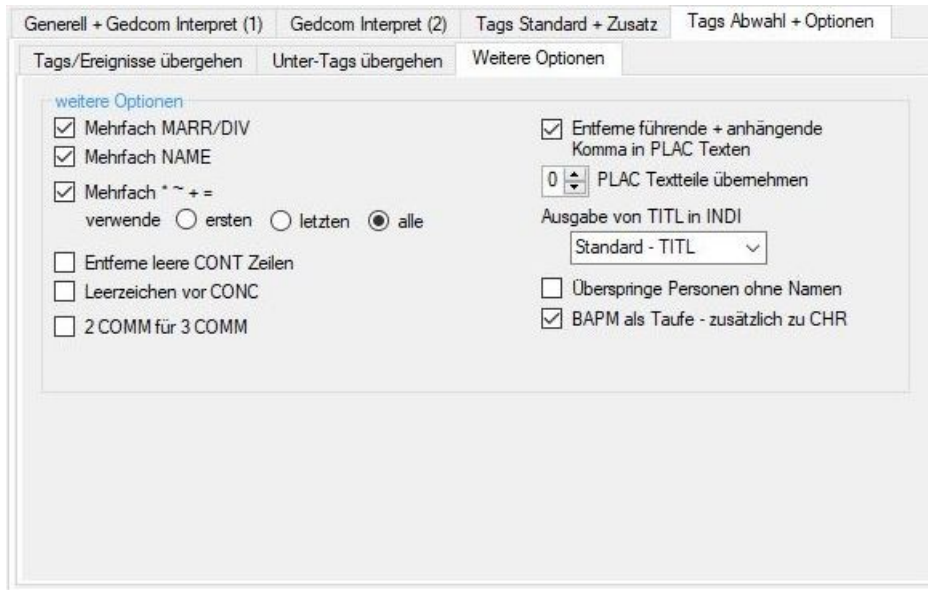 Generell + Gedcom Interpret (1) Gedcom Interpret (2) Tags Standard + Zusatz Tags Abwahl + Optionen
Tags/Ereignisse übergehen Unter-Tags übergehen Weitere Optionen
weitere Optionen
Mehrfach MARR/DIV
Mehrfach NAME
Mehrfach * ~ + =
verwende ersten letzten alle
Entferne leere CONT Zeilen
Leerzeichen vor CONC
2 COMM für 3 COMM
Entferne führende + anhängende
Komma in PLAC Texten
0 PLAC Textteile übernehmen
Ausgabe von TITL in INDI
Standard - TITL
Überspringe Personen ohne Namen
BAPM als Taufe - zusätzlich zu CHR